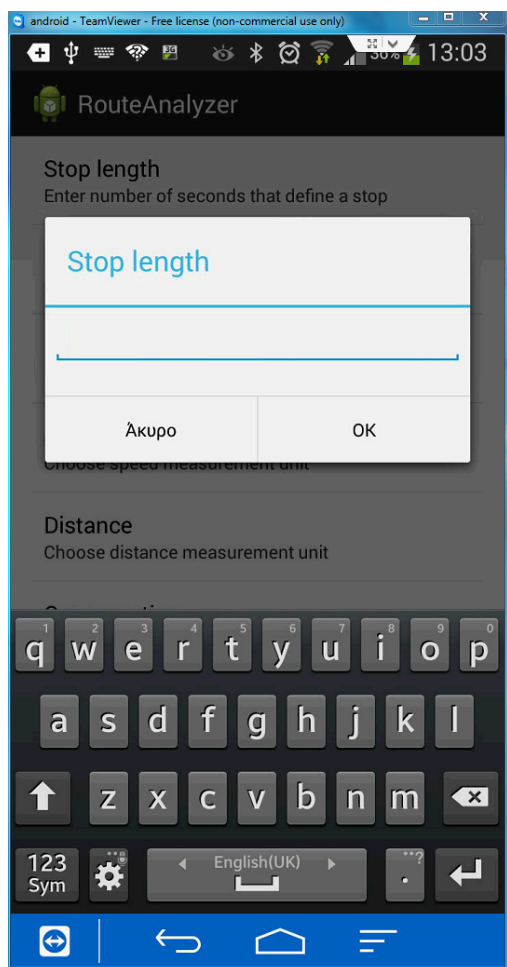 android - TeamViewer - Free license (non-commercial use only)
3G 36% 13:03
RouteAnalyzer
Stop length
Enter number of seconds that define a stop
Stop length
Άκυρο OK
Choose speed measurement unit
Distance
Choose distance measurement unit
1 2 3 4 5 6 7 8 9 0
q w e r t y u i o p
a s d f g h j k l
z x c v b n m
123 English(UK) ?
Sym .